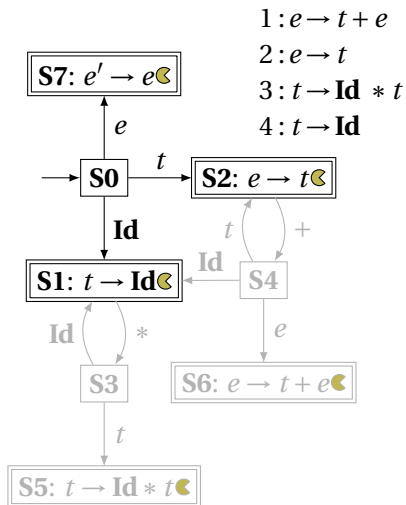 1 : e → t + e
2 : e → t
3 : t → Id * t
4 : t → Id
S7: e′ → e
e
S0
t
S2: e → t
Id
t
+
S1: t → Id
Id
S4
Id
*
e
S3
S6: e → t + e
t
S5: t → Id * t